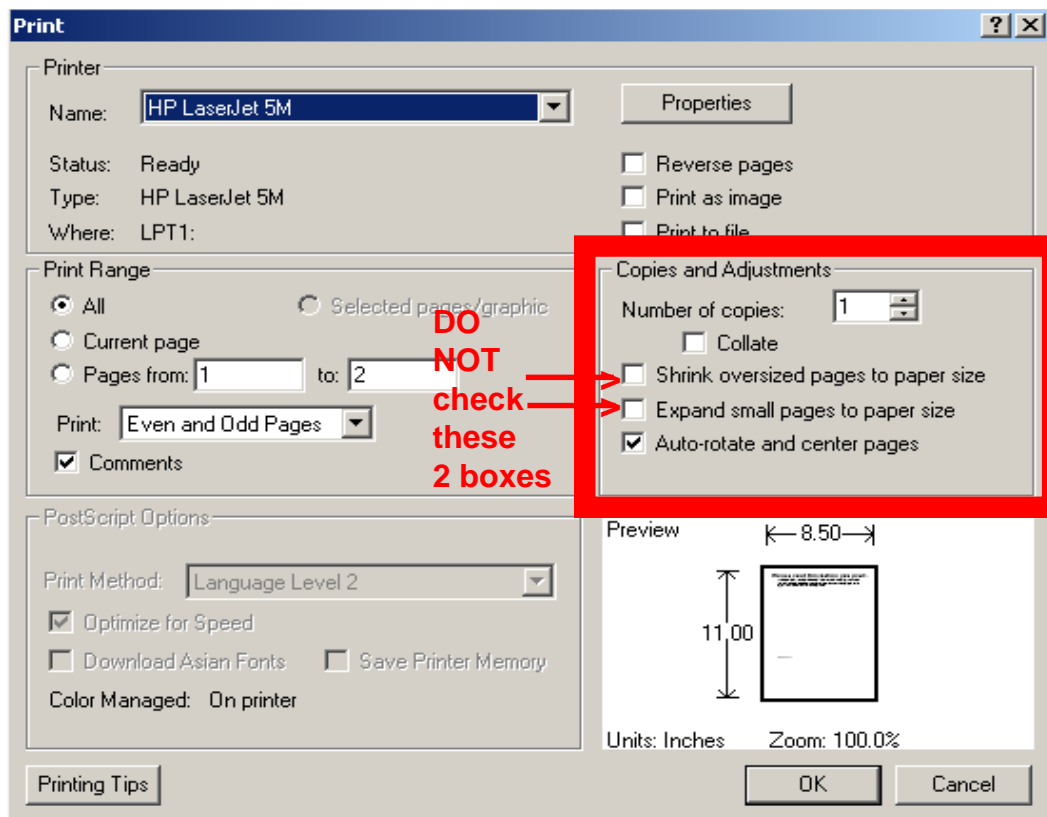 Print
Printer
Name: HP LaserJet 5M Properties
Status: Ready Reverse pages
Type: HP LaserJet 5M Print as image
Where: LPT1: Print to file
Print Range
All Selected pages/graphic
Current page
Pages from: 1 to: 2
Print: Even and Odd Pages
Comments
DO
NOT
check
these
2 boxes
Copies and Adjustments
Number of copies: 1
Collate
Shrink oversized pages to paper size
Expand small pages to paper size
Auto-rotate and center pages
PostScript Options
Print Method: Language Level 2
Optimize for Speed
Download Asian Fonts Save Printer Memory
Color Managed: On printer
Preview 8.50
11.00
Units: Inches Zoom: 100.0%
Printing Tips OK Cancel